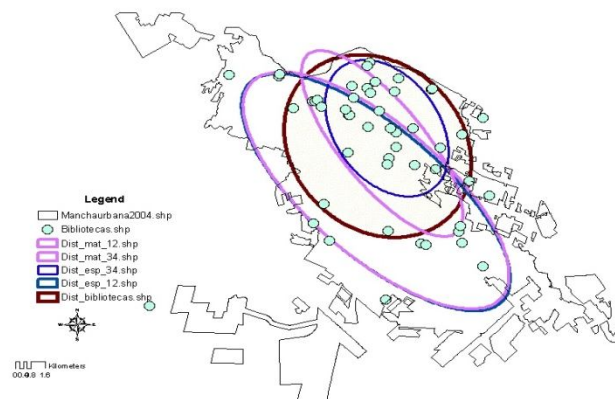 Legend
Manchaurbana2004.shp
Bibliotecas.shp
Dist_mat_12.shp
Dist_mat_34.shp
Dist_esp_34.shp
Dist_esp_12.shp
Dist_bibliotecas.shp
N
W
E
S
Kilometers